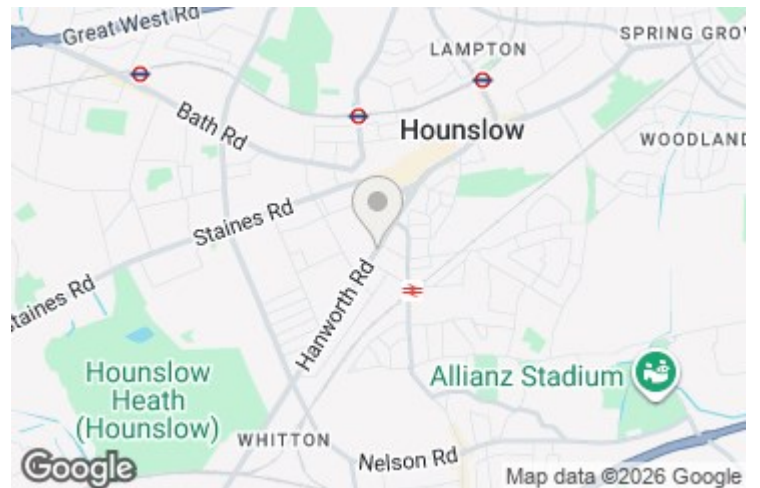 Great West Rd
SPRING GROV
LAMPTON
Bath Rd
Hounslow
WOODLAND
Staines Rd
Staines Rd
Hanworth Rd
Hounslow
Heath
(Hounslow)
Allianz Stadium
WHITTON
Nelson Rd
Google
Map data ©2026 Google